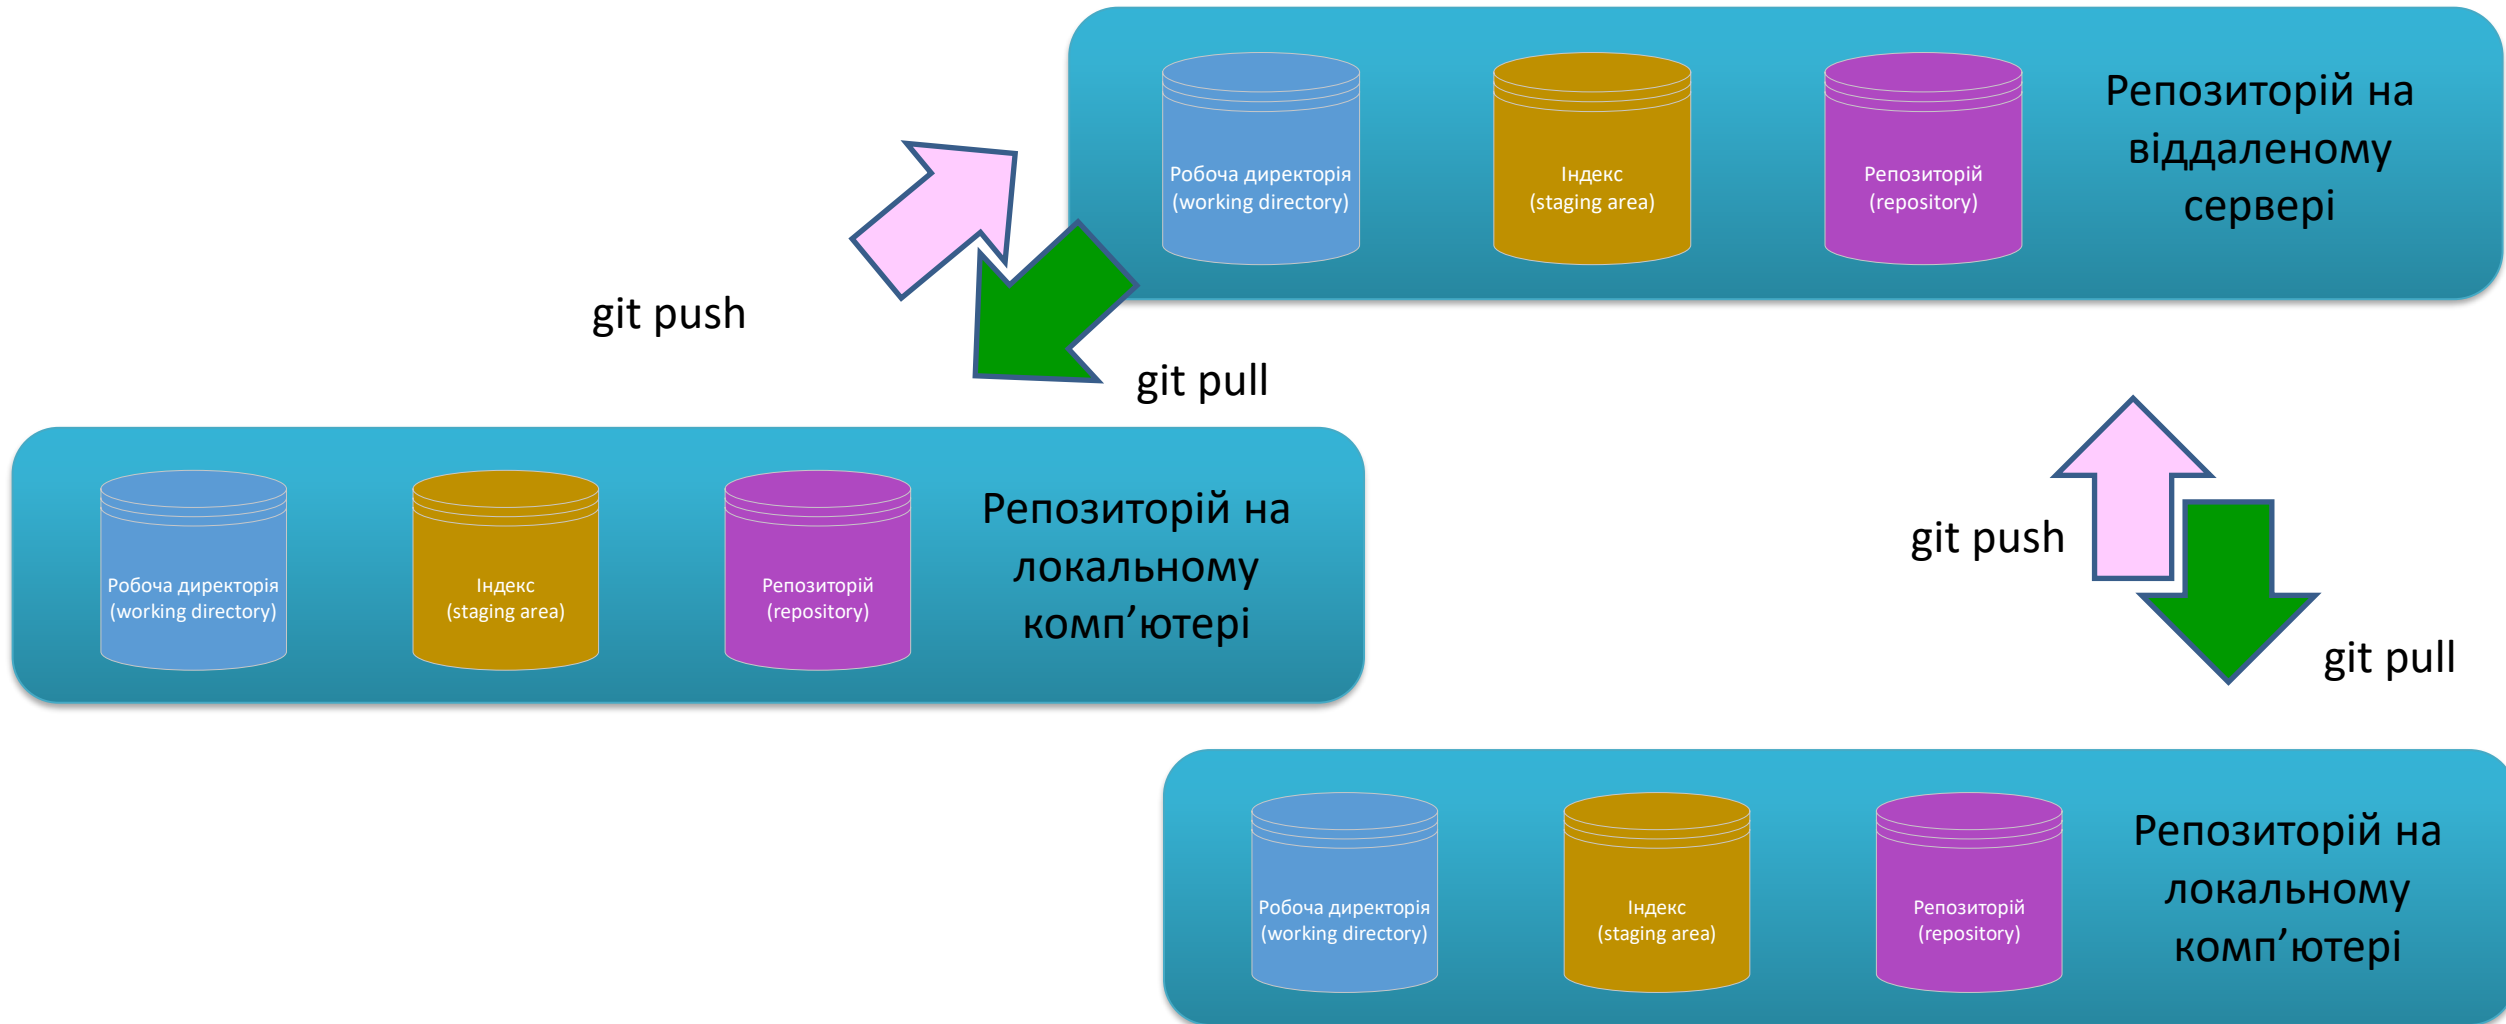 Робоча директорія
(working directory)
Індекс
(staging area)
Репозиторій
(repository)
Репозиторій на
віддаленому
сервері
git push
git pull
Робоча директорія
(working directory)
Індекс
(staging area)
Репозиторій
(repository)
Репозиторій на
локальному
комп’ютері
git push
git pull
Робоча директорія
(working directory)
Індекс
(staging area)
Репозиторій
(repository)
Репозиторій на
локальному
комп’ютері